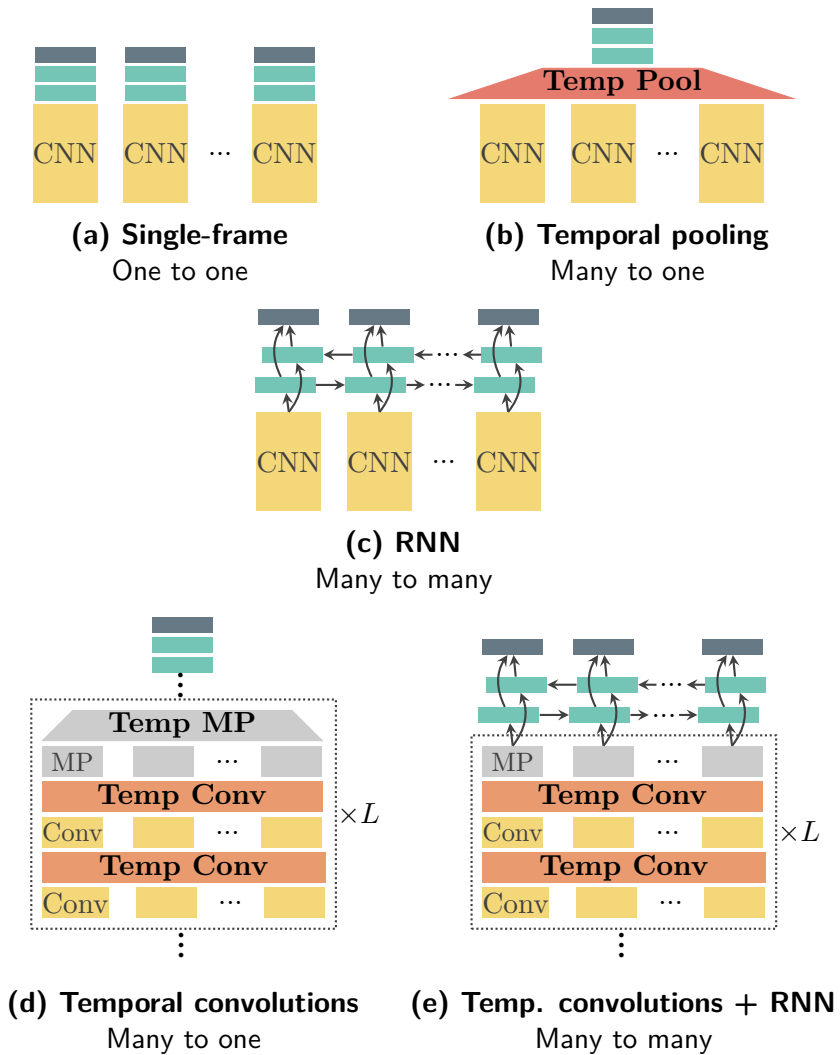 CNN CNN ... CNN
(a) Single-frame
One to one
Temp Pool
CNN CNN ... CNN
(b) Temporal pooling
Many to one
...
...
CNN CNN ... CNN
(c) RNN
Many to many
Temp MP
MP ...
Temp Conv
Conv ...
Temp Conv
Conv ...
×L
(d) Temporal convolutions
Many to one
...
...
MP ...
Temp Conv
Conv ...
Temp Conv
Conv ...
×L
(e) Temp. convolutions + RNN
Many to many